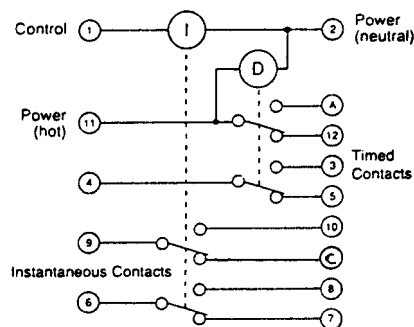 Control 1 I 2 Power
(neutral)
D
A
Power
(hot) 11 12
3 Timed
Contacts
4 5
10
9
C
Instantaneous Contacts
8
6
7